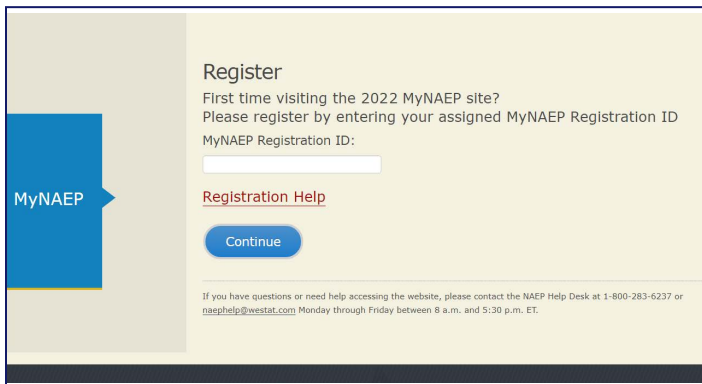 Register
First time visiting the 2022 MyNAEP site?
Please register by entering your assigned MyNAEP Registration ID
MyNAEP Registration ID:
MyNAEP
Registration Help
Continue
If you have questions or need help accessing the website, please contact the NAEP Help Desk at 1-800-283-6237 or
naephelp@westat.com Monday through Friday between 8 a.m. and 5:30 p.m. ET.